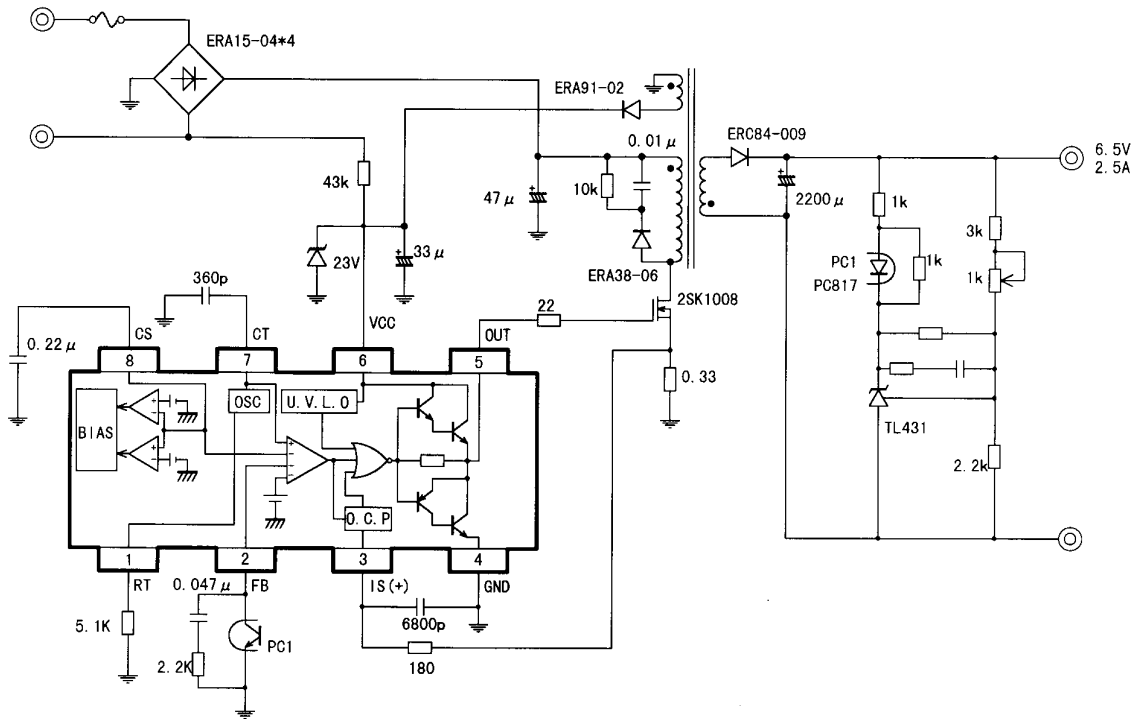 ERA15-04*4
ERA91-02
0.01μ
ERC84-009
6.5V
2.5A
43k
47μ
10k
2200μ
1k
3k
PC1
PC817
1k
1k
23V
33μ
ERA38-06
360p
2SK1008
22
0.22μ
CS
CT
VCC
OUT
8
7
6
5
0.33
TL431
BIAS
OSC
U.V.L.O
2.2k
O.C.P
1
2
3
4
RT
0.047μ
FB
IS(+)
GND
6800p
5.1K
2.2K
PC1
180